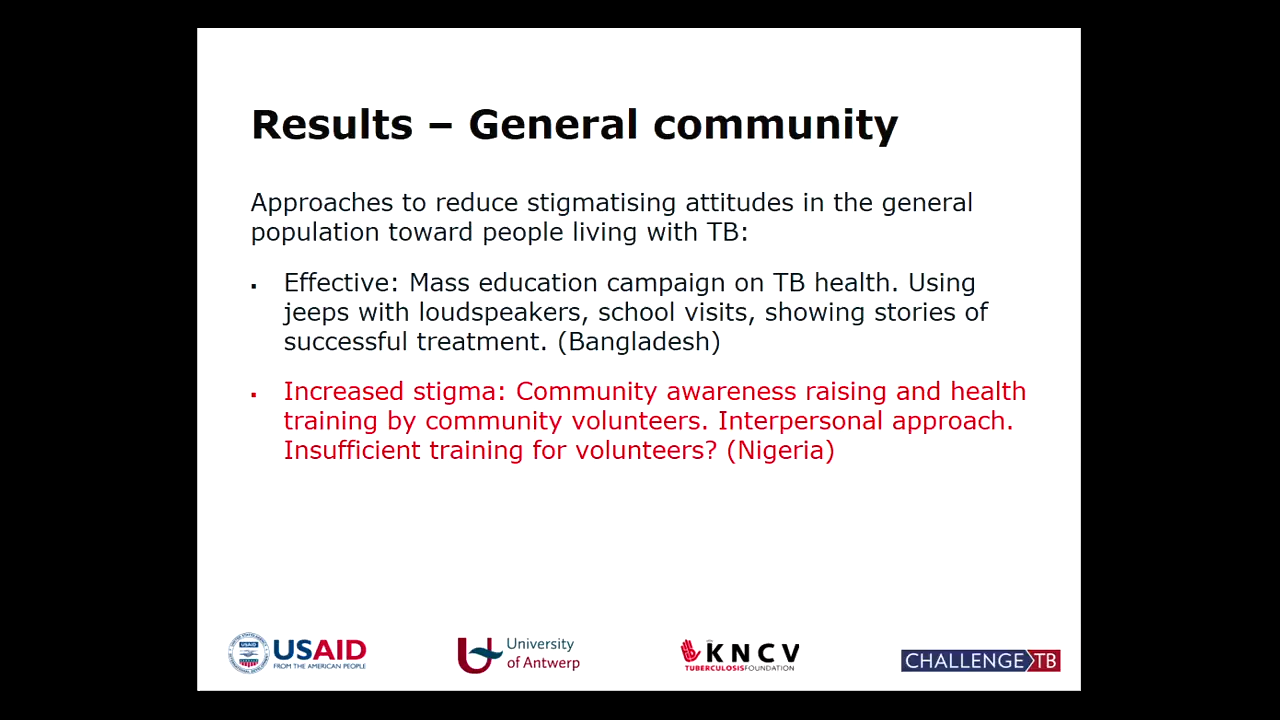 Results – General community
Approaches to reduce stigmatising attitudes in the general
population toward people living with TB:
▪ Effective: Mass education campaign on TB health. Using
jeeps with loudspeakers, school visits, showing stories of
successful treatment. (Bangladesh)
▪ Increased stigma: Community awareness raising and health
training by community volunteers. Interpersonal approach.
Insufficient training for volunteers? (Nigeria)
USAID
FROM THE AMERICAN PEOPLE
University
of Antwerp
KNCV
TUBERCULOSISFOUNDATION
CHALLENGE TB